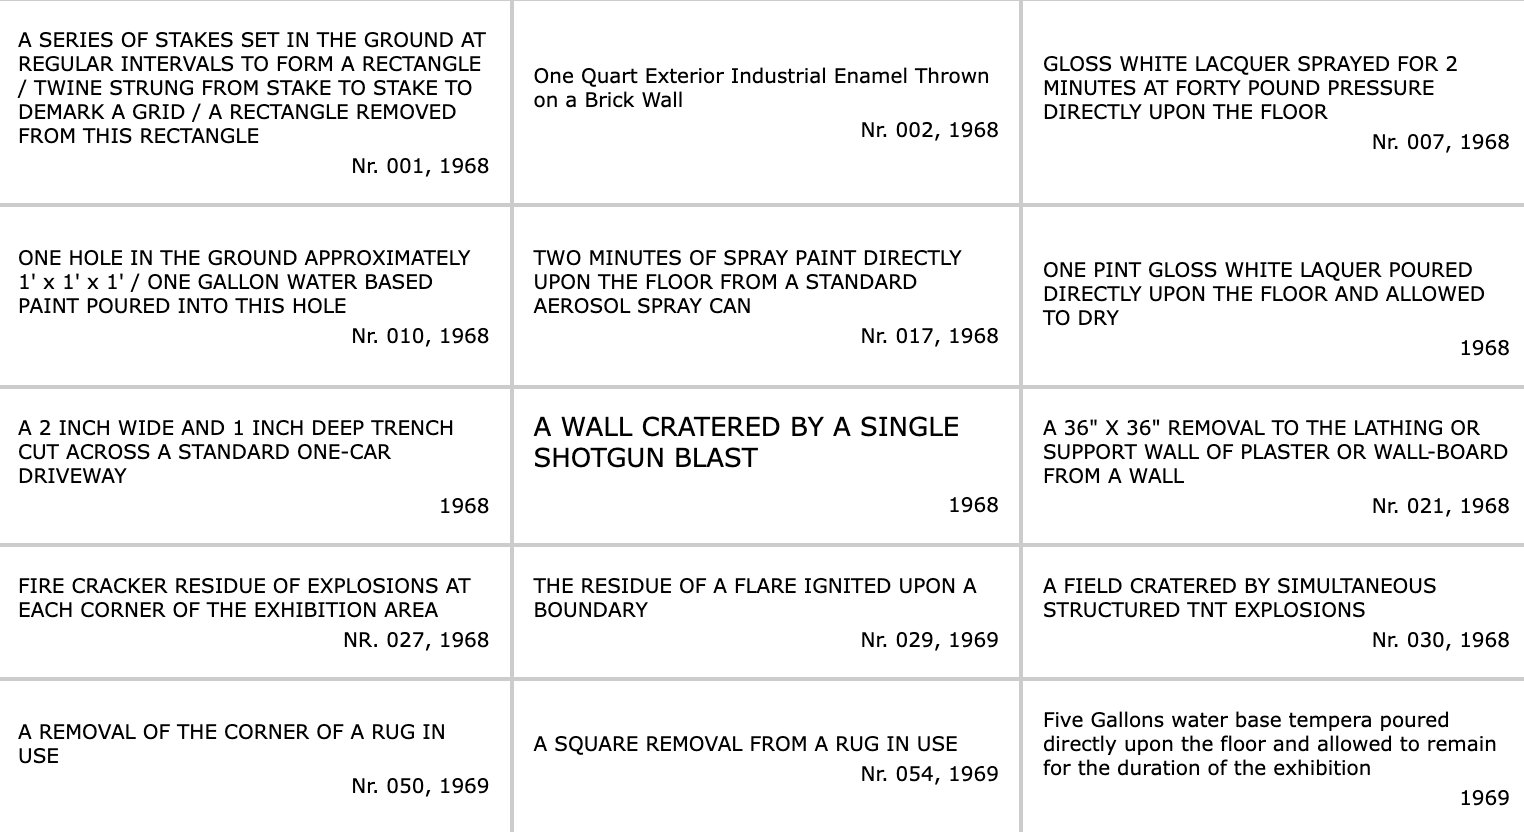 A SERIES OF STAKES SET IN THE GROUND AT
REGULAR INTERVALS TO FORM A RECTANGLE
/ TWINE STRUNG FROM STAKE TO STAKE TO
DEMARK A GRID / A RECTANGLE REMOVED
FROM THIS RECTANGLE
Nr. 001, 1968
One Quart Exterior Industrial Enamel Thrown
on a Brick Wall
Nr. 002, 1968
GLOSS WHITE LACQUER SPRAYED FOR 2
MINUTES AT FORTY POUND PRESSURE
DIRECTLY UPON THE FLOOR
Nr. 007, 1968
ONE HOLE IN THE GROUND APPROXIMATELY
1' x 1' x 1' / ONE GALLON WATER BASED
PAINT POURED INTO THIS HOLE
Nr. 010, 1968
TWO MINUTES OF SPRAY PAINT DIRECTLY
UPON THE FLOOR FROM A STANDARD
AEROSOL SPRAY CAN
Nr. 017, 1968
ONE PINT GLOSS WHITE LAQUER POURED
DIRECTLY UPON THE FLOOR AND ALLOWED
TO DRY
1968
A 2 INCH WIDE AND 1 INCH DEEP TRENCH
CUT ACROSS A STANDARD ONE-CAR
DRIVEWAY
1968
A WALL CRATERED BY A SINGLE
SHOTGUN BLAST
1968
A 36" X 36" REMOVAL TO THE LATHING OR
SUPPORT WALL OF PLASTER OR WALL-BOARD
FROM A WALL
Nr. 021, 1968
FIRE CRACKER RESIDUE OF EXPLOSIONS AT
EACH CORNER OF THE EXHIBITION AREA
NR. 027, 1968
THE RESIDUE OF A FLARE IGNITED UPON A
BOUNDARY
Nr. 029, 1969
A FIELD CRATERED BY SIMULTANEOUS
STRUCTURED TNT EXPLOSIONS
Nr. 030, 1968
A REMOVAL OF THE CORNER OF A RUG IN
USE
Nr. 050, 1969
A SQUARE REMOVAL FROM A RUG IN USE
Nr. 054, 1969
Five Gallons water base tempera poured
directly upon the floor and allowed to remain
for the duration of the exhibition
1969